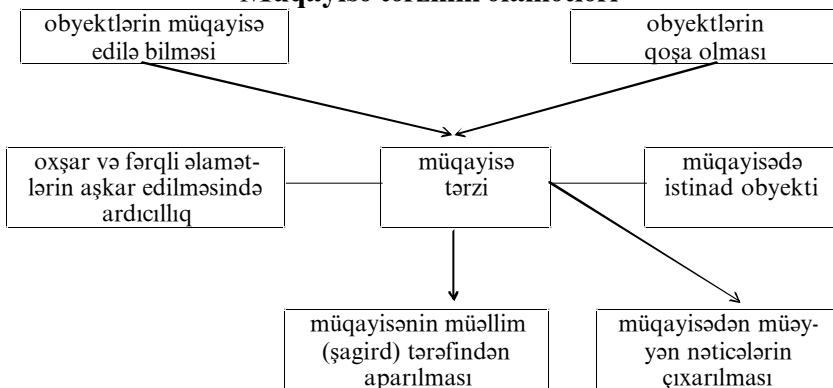 Müqayisə tərzinin əlamətləri
obyektlərin müqayisə
edilə bilməsi
obyektlərin
qoşa olması
oxşar və fərqli əlamət-
lərin aşkar edilməsində
ardıcıllıq
müqayisə
tərzi
müqayisədə
istinad obyekti
müqayisənin müəllim
(şagird) tərəfindən
aparılması
müqayisədən müəy-
yən nəticələrin
çıxarılması